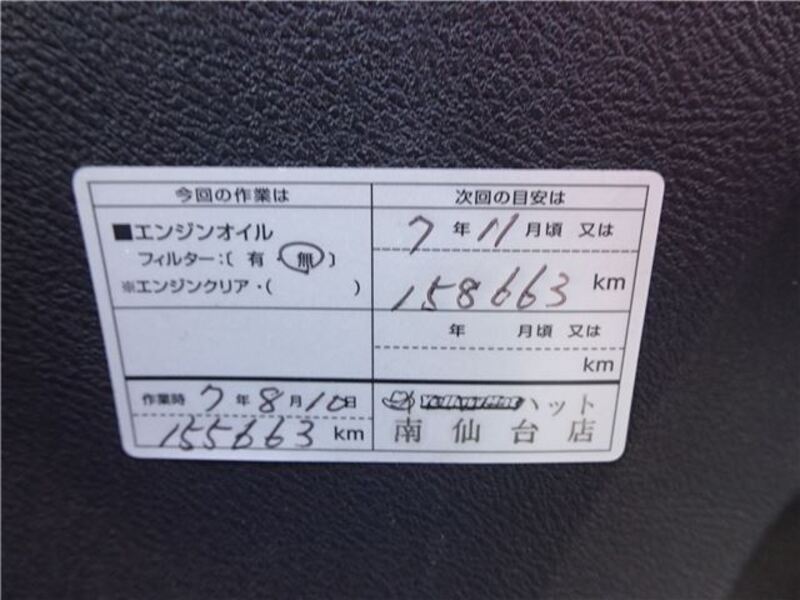 今回の作業は
次回の目安は
■エンジンオイル
フィルター:〔 有 ・ 無 〕
※エンジンクリア・( )
7 年 11 月頃 又は
158663 km
年 月頃 又は
km
作業時 7 年 8 月 10 日
155663 km
ハット
南仙台店